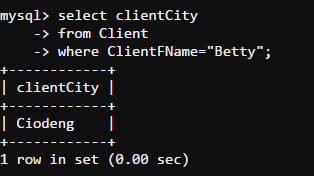 mysql> select clientCity
    -> from Client
    -> where ClientFName="Betty";
+------------+
| clientCity |
+------------+
| Ciodeng    |
+------------+
1 row in set (0.00 sec)